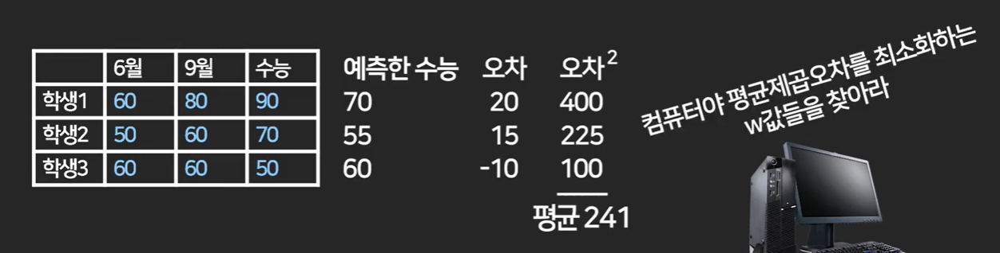 6월 9월 수능 예측한 수능 오차 오차²
학생1 60 80 90 70 20 400
학생2 50 60 70 55 15 225
학생3 60 60 50 60 -10 100
평균 241
컴퓨터야 평균제곱오차를 최소화하는
w값들을 찾아라